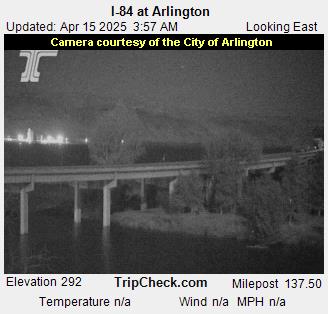 I-84 at Arlington
Updated: Apr 15 2025 3:57 AM Looking East
Camera courtesy of the City of Arlington
Elevation 292 TripCheck.com Milepost 137.50
Temperature n/a Wind n/a MPH n/a